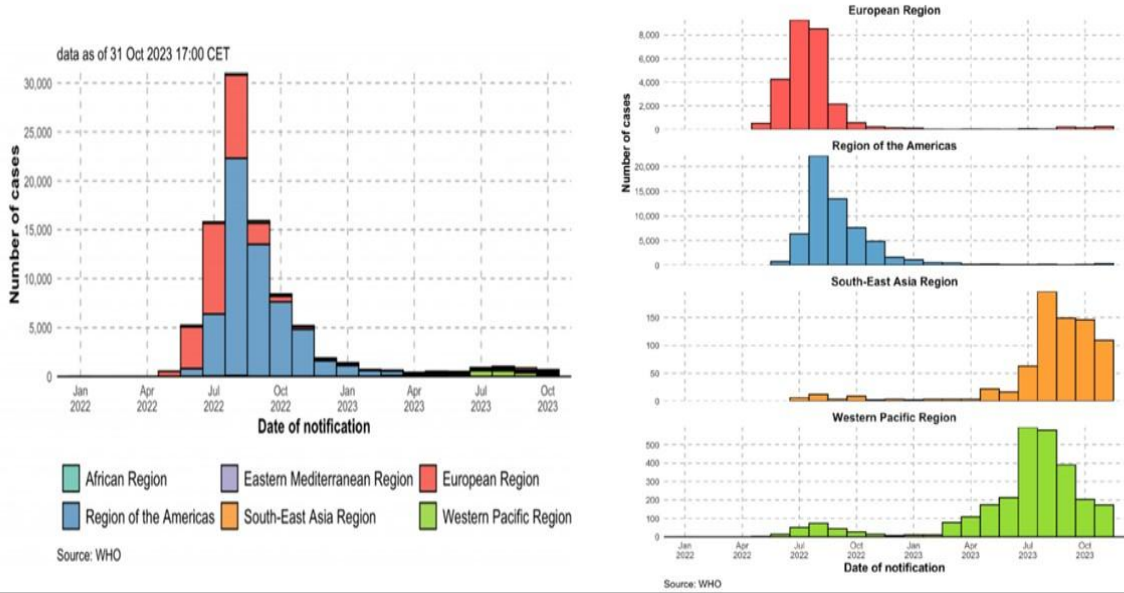 data as of 31 Oct 2023 17:00 CET
Number of cases
30,000
25,000
20,000
15,000
10,000
5,000
0
Jan 2022
Apr 2022
Jul 2022
Oct 2022
Jan 2023
Apr 2023
Jul 2023
Oct 2023
Date of notification
African Region
Eastern Mediterranean Region
European Region
Region of the Americas
South-East Asia Region
Western Pacific Region
Source: WHO
European Region
8,000
6,000
4,000
2,000
0
Number of cases
Region of the Americas
20,000
15,000
10,000
5,000
0
South-East Asia Region
150
100
50
0
Western Pacific Region
500
400
300
200
100
0
Jan 2022
Apr 2022
Jul 2022
Oct 2022
Jan 2023
Apr 2023
Jul 2023
Oct 2023
Date of notification
Source: WHO